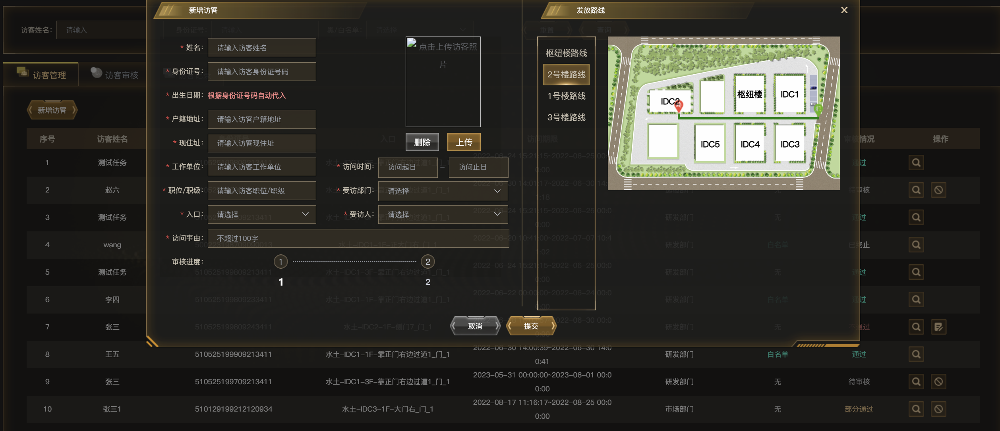 新增访客
发放路线
X
访客姓名：
请输入
身份证号：
请输入
黑/白名单：
请选择
重置
查询
* 姓名：
请输入访客姓名
点击上传访客照片
* 身份证号：
请输入访客身份证号码
* 出生日期：
根据身份证号码自动代入
* 户籍地址：
请输入访客户籍地址
* 现住址：
请输入访客现住址
删除
上传
* 工作单位：
请输入访客工作单位
* 访问时间：
访问起日
–
访问止日
* 职位/职级：
请输入访客职位/职级
* 受访部门：
请选择
* 入口：
请选择
* 受访人：
请选择
* 访问事由：
不超过100字
审核进度：
1
2
1
2
取消
提交
枢纽楼路线
2号楼路线
1号楼路线
3号楼路线
IDC2
枢纽楼
IDC1
IDC5
IDC4
IDC3
访客管理
访客审核
新增访客
序号
访客姓名
入口
访问期限
审核情况
操作
1
测试任务
510525199809213411
水土–IDC1–3F–靠正门右边过道1_门_1
2022–06–24 15:21:15~2022–06–25 00:
0:00
通过
2
赵六
2022–06–30 14:01:17~2022–06–30 14:
1:18
巡检部门
无
待审核
3
测试任务
510525199809213411
水土–IDC1–3F–靠正门右边过道1_门_1
2022–06–24 15:21:15~2022–06–25 00:0
0:00
研发部门
无
通过
4
wang
500223198709090013
水土–IDC1–1F–正大门右_门_1
2022–06–20 10:41:00~2022–07–07 10:4
1:02
研发部门
白名单
已终止
5
测试任务
510525199809213411
水土–IDC1–3F–靠正门右边过道1_门_1
2022–06–24 15:21:15~2022–06–25 00:0
0:00
研发部门
无
通过
6
李四
510525199809233411
水土–IDC1–1F–靠正门右边过道1_门_1
2022–06–22 00:00:00~2022–06–24 00:0
0:00
研发部门
白名单
通过
7
张三
510525199809243411
水土–IDC2–1F–侧门7_门_1
2022–06–30 00:0
0:00
研发部门
无
不通过
8
王五
510525199909213411
水土–IDC1–1F–靠正门右边过道1_门_1
2022–06–30 14:00:39~2022–06–30 14:0
0:41
研发部门
白名单
通过
9
张三
510525199709213411
水土–IDC1–3F–靠正门右边过道1_门_1
2023–05–31 00:00:00~2023–06–01 00:0
0:00
研发部门
无
待审核
10
张三1
510129199212120934
水土–IDC3–1F–大门右_门_1
2022–08–17 11:16:17~2022–08–25 00:0
0:00
市场部门
无
部分通过